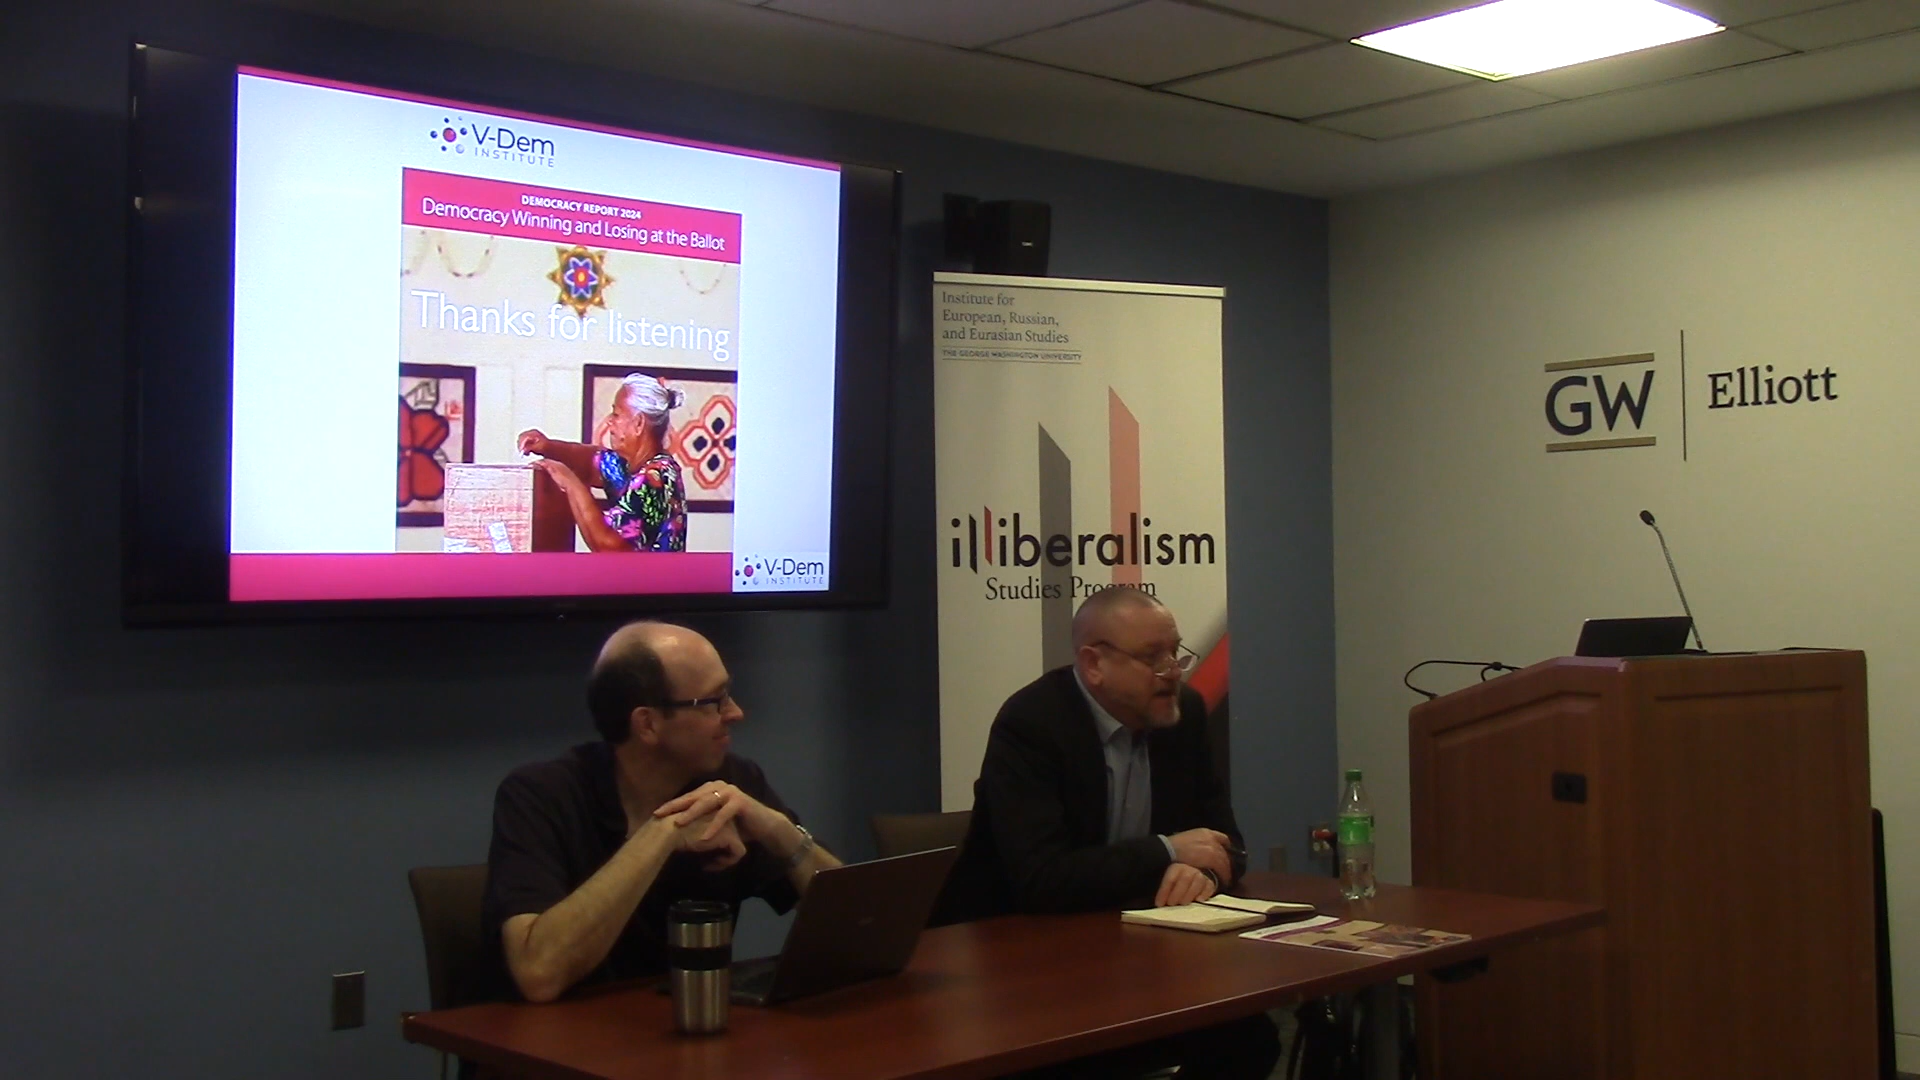 V-Dem
INSTITUTE
DEMOCRACY REPORT 2024
Democracy Winning and Losing at the Ballot
Thanks for listening
V-Dem
INSTITUTE
Institute for
European, Russian,
and Eurasian Studies
THE GEORGE WASHINGTON UNIVERSITY
illiberalism
Studies Program
GW
Elliott